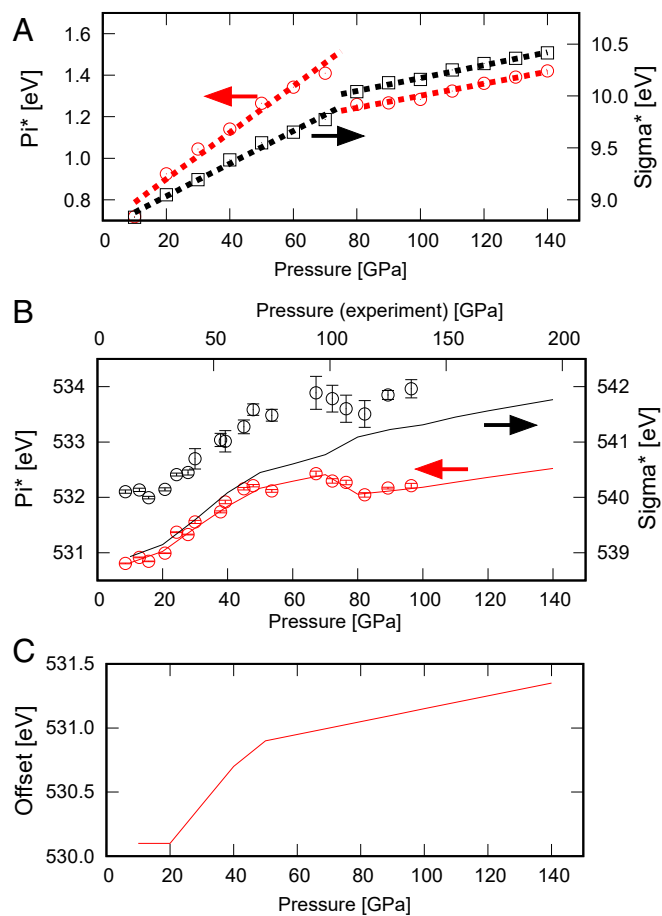 A
1.6
1.4
1.2
1.0
0.8
Pi* [eV]
10.5
10.0
9.5
9.0
Sigma* [eV]
20 40 60 80 100 120 140
Pressure [GPa]
B
Pressure (experiment) [GPa]
0 50 100 150 200
534
533
532
531
Pi* [eV]
542
541
540
539
Sigma* [eV]
0 20 40 60 80 100 120 140
Pressure [GPa]
C
531.5
531.0
530.5
530.0
Offset [eV]
0 20 40 60 80 100 120 140
Pressure [GPa]